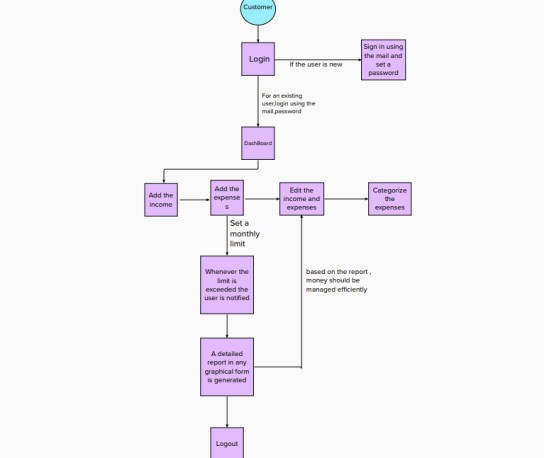 Customer
Login
If the user is new
Sign in using
the mail and
set a
password
For an existing
user,login using the
mail,password
DashBoard
Add the
income
Add the
expense
s
Edit the
income and
expenses
Categorize
the
expenses
Set a
monthly
limit
Whenever the
limit is
exceeded the
user is notified
based on the report ,
money should be
managed efficiently
A detailed
report in any
graphical form
is generated
Logout